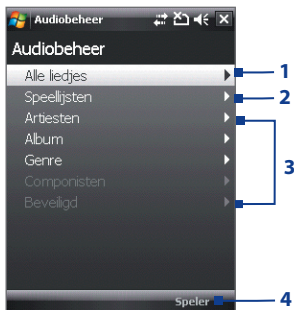 Audiobeheer
Audiobeheer
Alle liedjes
1
Speellijsten
2
Artiesten
Album
Genre
3
Componisten
Beveiligd
Speler
4